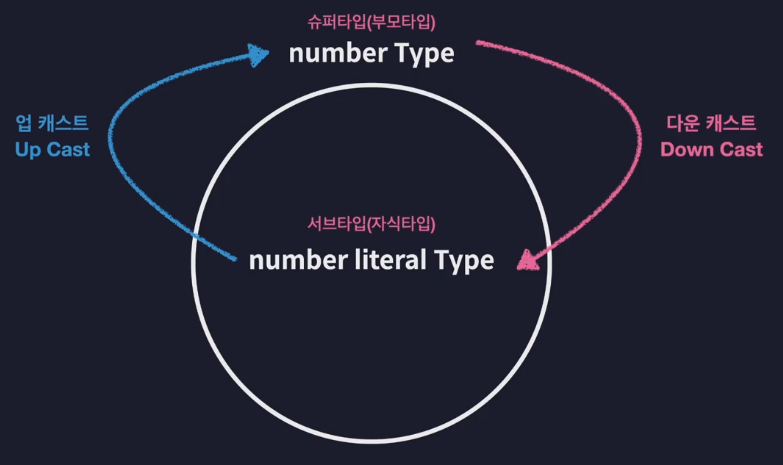 슈퍼타입(부모타입)
number Type
업 캐스트
Up Cast
다운 캐스트
Down Cast
서브타입(자식타입)
number literal Type